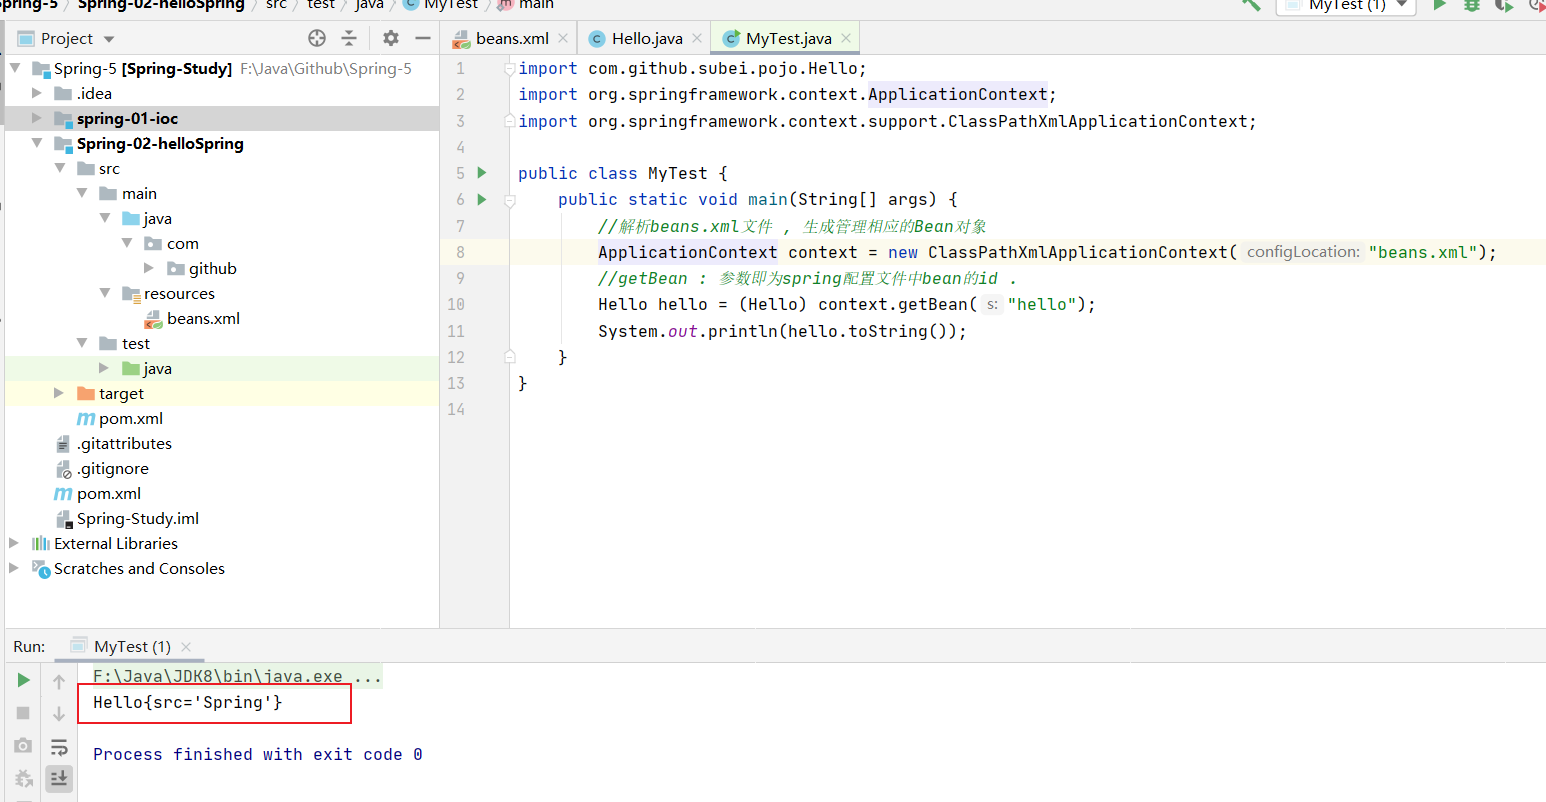 Spring-5 Spring-02-helloSpring src test java MyTest main
MyTest (1)
Project
beans.xml Hello.java MyTest.java
Spring-5 [Spring-Study] F:\Java\Github\Spring-5
.idea
spring-01-ioc
Spring-02-helloSpring
src
main
java
com
github
resources
beans.xml
test
java
target
pom.xml
.gitattributes
.gitignore
pom.xml
Spring-Study.iml
External Libraries
Scratches and Consoles
1 import com.github.subei.pojo.Hello;
2 import org.springframework.context.ApplicationContext;
3 import org.springframework.context.support.ClassPathXmlApplicationContext;
4
5 public class MyTest {
6 public static void main(String[] args) {
7 //解析beans.xml文件 , 生成管理相应的Bean对象
8 ApplicationContext context = new ClassPathXmlApplicationContext( configLocation: "beans.xml");
9 //getBean : 参数即为spring配置文件中bean的id .
10 Hello hello = (Hello) context.getBean( s: "hello");
11 System.out.println(hello.toString());
12 }
13 }
14
Run: MyTest (1)
F:\Java\JDK8\bin\java.exe ...
Hello{src='Spring'}
Process finished with exit code 0